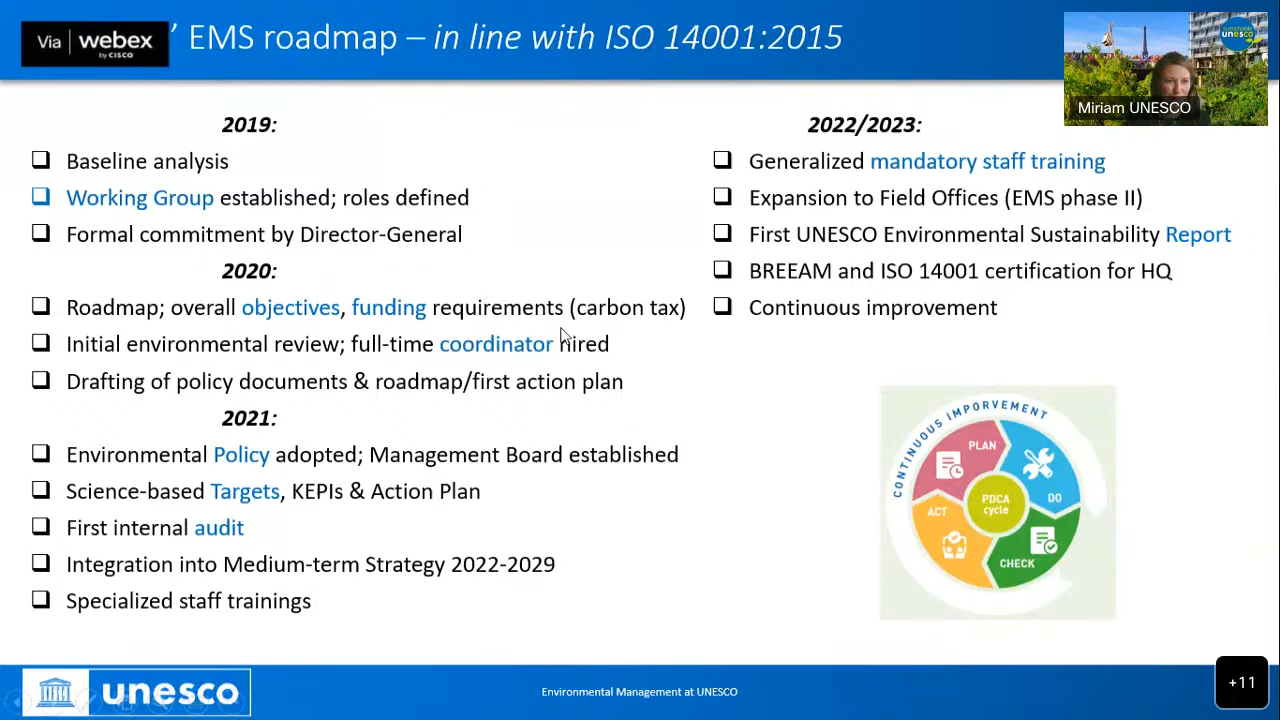 Via webex
by CISCO
’ EMS roadmap – in line with ISO 14001:2015
unesco
Miriam UNESCO
2019:
Baseline analysis
Working Group established; roles defined
Formal commitment by Director-General
2020:
Roadmap; overall objectives, funding requirements (carbon tax)
Initial environmental review; full-time coordinator hired
Drafting of policy documents & roadmap/first action plan
2021:
Environmental Policy adopted; Management Board established
Science-based Targets, KEPIs & Action Plan
First internal audit
Integration into Medium-term Strategy 2022-2029
Specialized staff trainings
2022/2023:
Generalized mandatory staff training
Expansion to Field Offices (EMS phase II)
First UNESCO Environmental Sustainability Report
BREEAM and ISO 14001 certification for HQ
Continuous improvement
CONTINUOUS IMPORVEMENT
PLAN
DO
CHECK
ACT
PDCA
cycle
unesco
Environmental Management at UNESCO
+11